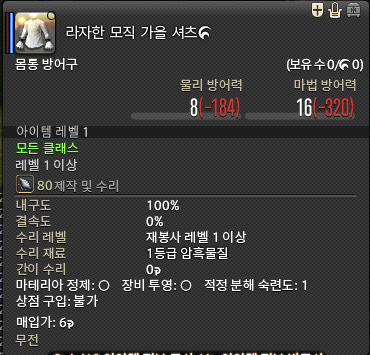 라자한 모직 가을 셔츠
몸통 방어구 (보유 수 0/ 0)
물리 방어력 마법 방어력
8(-184) 16(-320)
아이템 레벨 1
모든 클래스
레벨 1 이상
80 제작 및 수리
내구도 100%
결속도 0%
수리 레벨 재봉사 레벨 1 이상
수리 재료 1등급 암흑물질
간이 수리 0
마테리아 정제: ○ 장비 투영: ○ 적정 분해 숙련도: 1
상점 구입: 불가
매입가: 6
무전